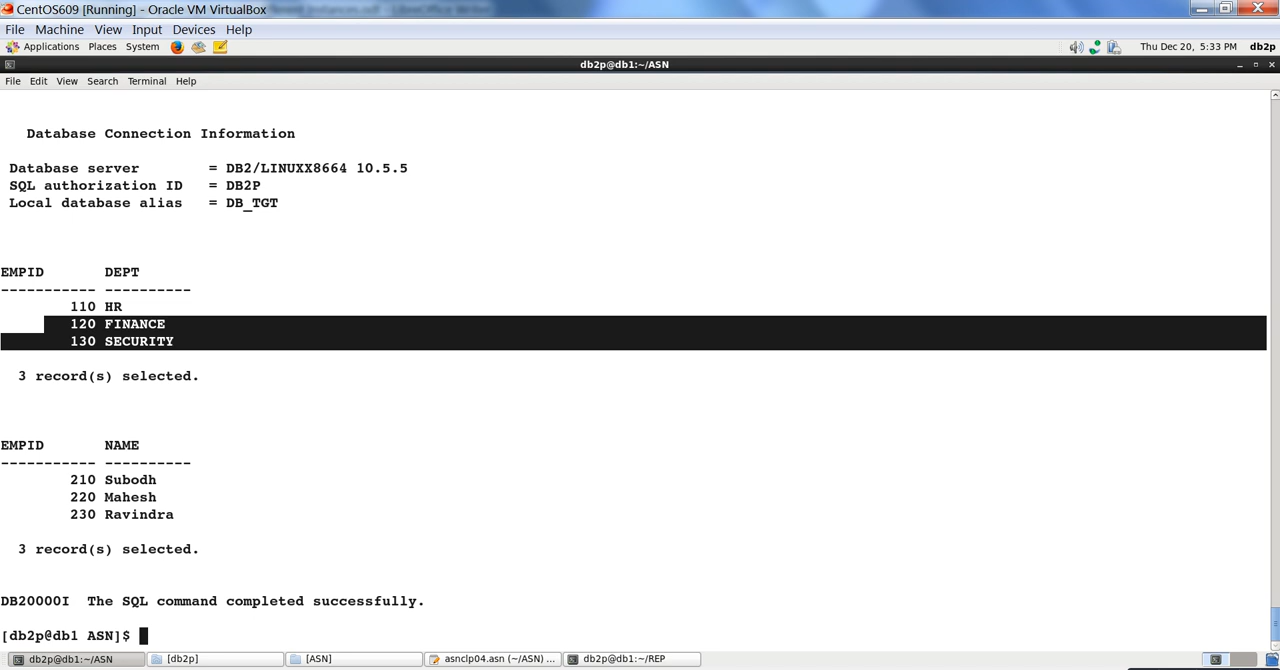 CentOS609 [Running] - Oracle VM VirtualBox
File Machine View Input Devices Help
Applications Places System Thu Dec 20, 5:33 PM db2p
db2p@db1:~/ASN
File Edit View Search Terminal Help
Database Connection Information
Database server = DB2/LINUXX8664 10.5.5
SQL authorization ID = DB2P
Local database alias = DB_TGT
EMPID DEPT
----------- ----------
110 HR
120 FINANCE
130 SECURITY
3 record(s) selected.
EMPID NAME
----------- ----------
210 Subodh
220 Mahesh
230 Ravindra
3 record(s) selected.
DB20000I The SQL command completed successfully.
[db2p@db1 ASN]$
db2p@db1:~/ASN [db2p] [ASN] asnclp04.asn (~/ASN) ... db2p@db1:~/REP